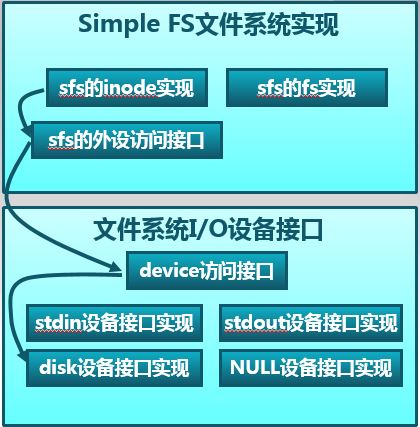 Simple FS文件系统实现
sfs的inode实现
sfs的fs实现
sfs的外设访问接口
文件系统I/O设备接口
device访问接口
stdin设备接口实现
stdout设备接口实现
disk设备接口实现
NULL设备接口实现